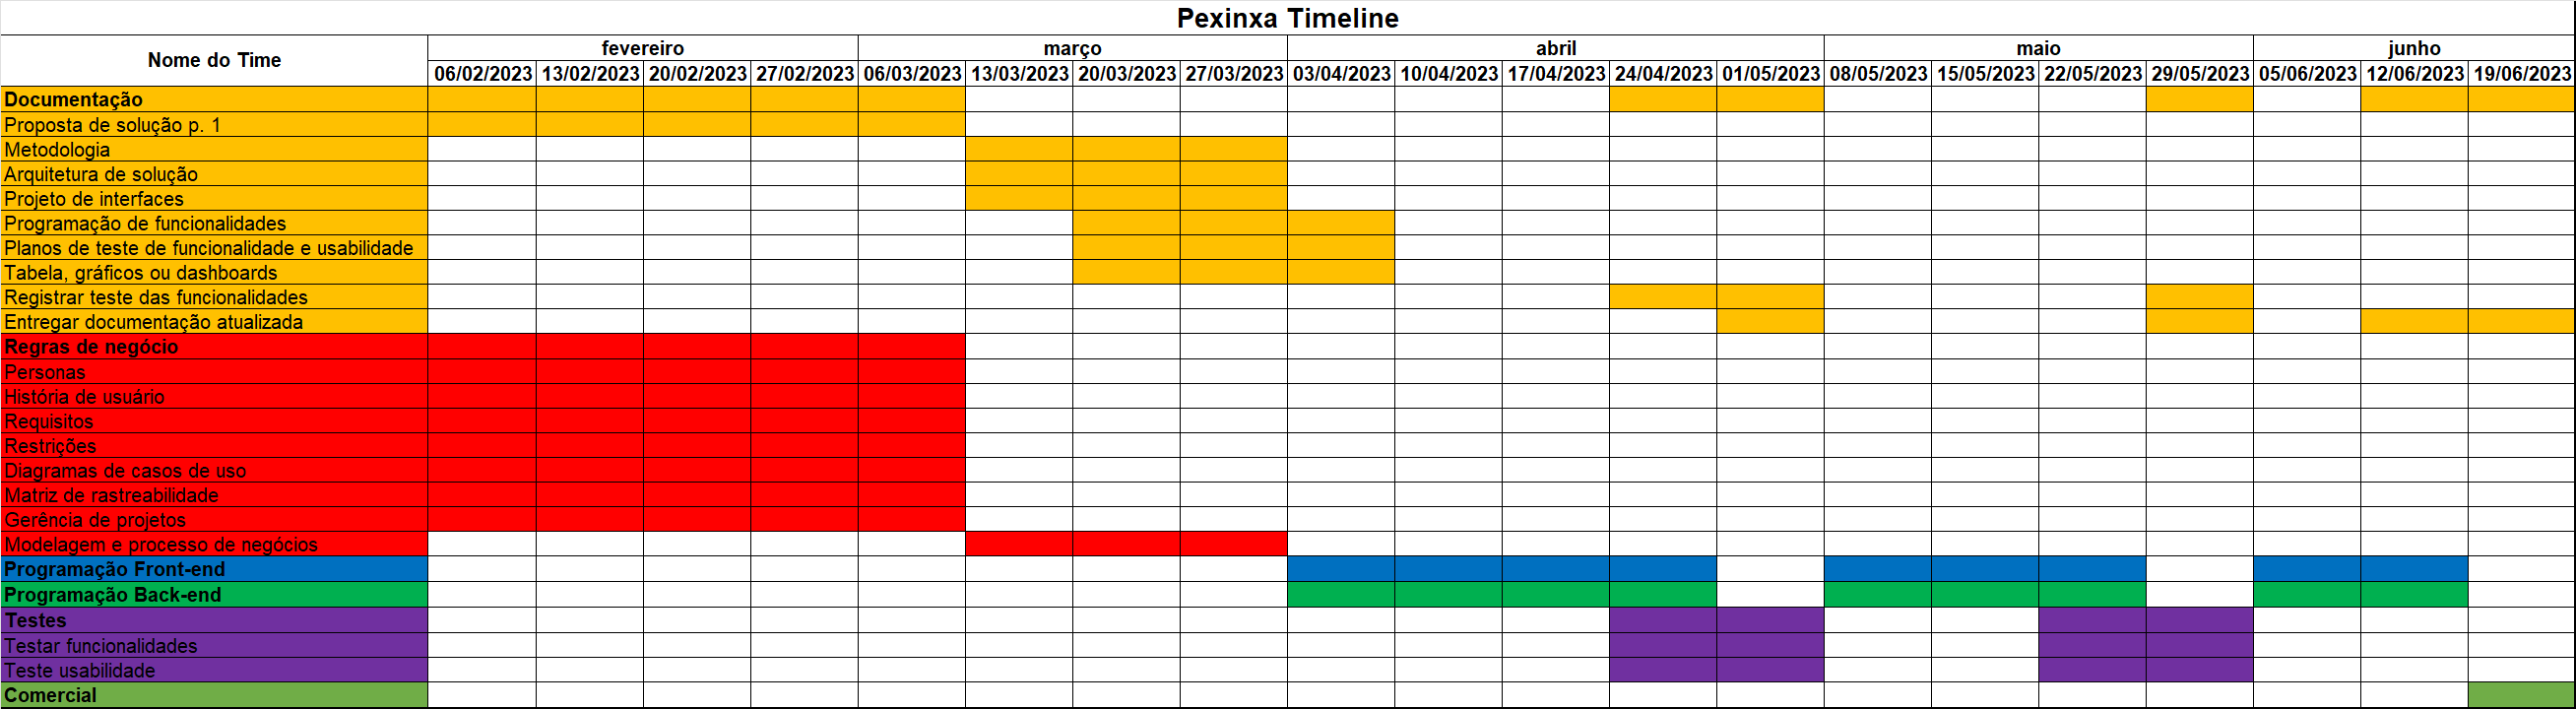 Pexinxa Timeline
Nome do Time
fevereiro março abril maio junho
06/02/2023 13/02/2023 20/02/2023 27/02/2023 06/03/2023 13/03/2023 20/03/2023 27/03/2023 03/04/2023 10/04/2023 17/04/2023 24/04/2023 01/05/2023 08/05/2023 15/05/2023 22/05/2023 29/05/2023 05/06/2023 12/06/2023 19/06/2023
Documentação
Proposta de solução p. 1
Metodologia
Arquitetura de solução
Projeto de interfaces
Programação de funcionalidades
Planos de teste de funcionalidade e usabilidade
Tabela, gráficos ou dashboards
Registrar teste das funcionalidades
Entregar documentação atualizada
Regras de negócio
Personas
História de usuário
Requisitos
Restrições
Diagramas de casos de uso
Matriz de rastreabilidade
Gerência de projetos
Modelagem e processo de negócios
Programação Front-end
Programação Back-end
Testes
Testar funcionalidades
Teste usabilidade
Comercial